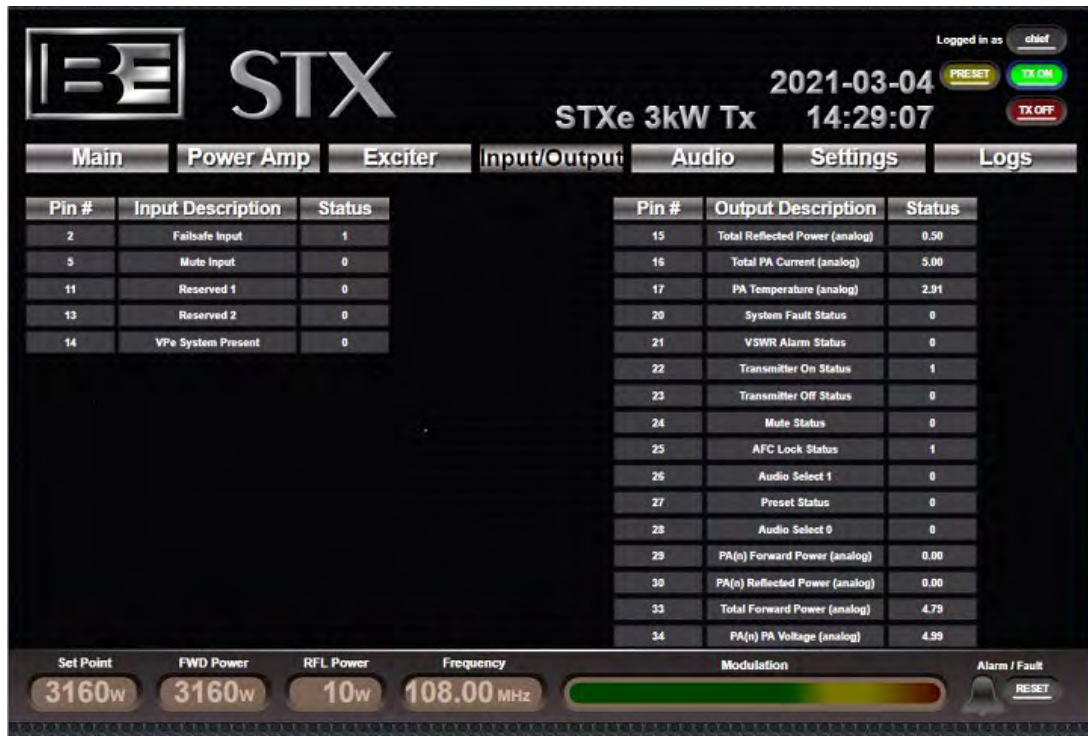 BE STX
Logged in as chief
2021-03-04 PRESET TX ON
STXe 3kW Tx 14:29:07 TX OFF
Main Power Amp Exciter Input/Output Audio Settings Logs
Pin # Input Description Status
2 Failsafe Input 1
5 Mute Input 0
11 Reserved 1 0
13 Reserved 2 0
14 VPe System Present 0
Pin # Output Description Status
15 Total Reflected Power (analog) 0.50
16 Total PA Current (analog) 5.00
17 PA Temperature (analog) 2.91
20 System Fault Status 0
21 VSWR Alarm Status 0
22 Transmitter On Status 1
23 Transmitter Off Status 0
24 Mute Status 0
25 AFC Lock Status 1
26 Audio Select 1 0
27 Preset Status 0
28 Audio Select 0 0
29 PA(n) Forward Power (analog) 0.00
30 PA(n) Reflected Power (analog) 0.00
33 Total Forward Power (analog) 4.79
34 PA(n) PA Voltage (analog) 4.99
Set Point FWD Power RFL Power Frequency Modulation Alarm / Fault
3160W 3160W 10W 108.00 MHz RESET